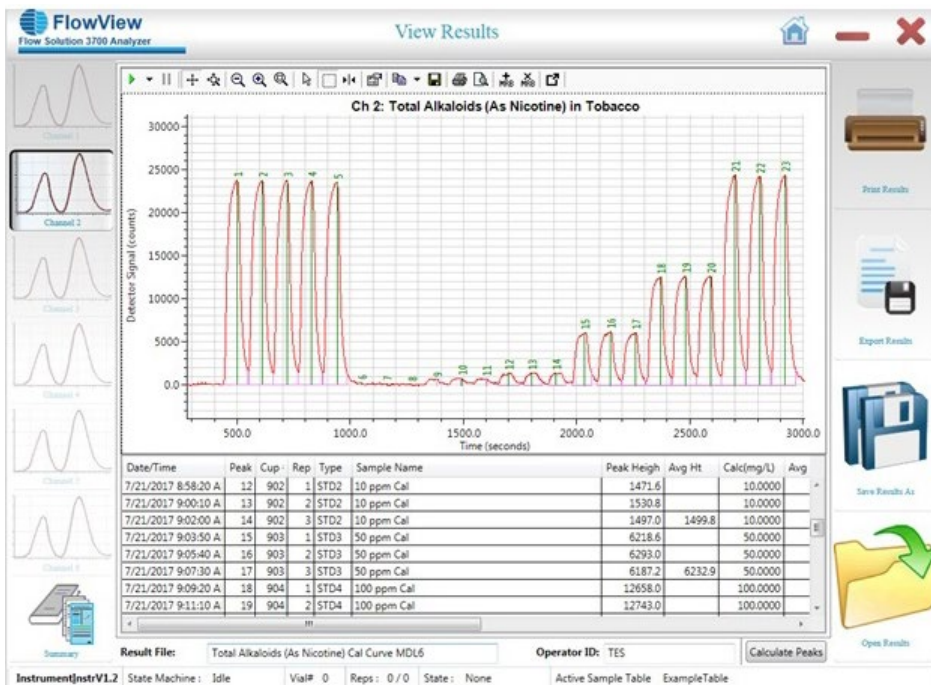 FlowView
Flow Solution 3700 Analyzer
View Results
Channel 1
Channel 2
Channel 3
Channel 4
Channel 5
Channel 6
Summary
Ch 2: Total Alkaloids (As Nicotine) in Tobacco
Detector Signal (counts)
30000
25000
20000
15000
10000
5000
0.0
1 2 3 4 5 6 7 8 9 10 11 12 13 14 15 16 17 18 19 20 21 22 23
500.0 1000.0 1500.0 2000.0 2500.0 3000.0
Time (seconds)
Date/Time Peak Cup Rep Type Sample Name Peak Heigh Avg Ht Calc(mg/L) Avg
7/21/2017 8:58:20 A 12 902 1 STD2 10 ppm Cal 1471.6 10.0000
7/21/2017 9:00:10 A 13 902 2 STD2 10 ppm Cal 1530.8 10.0000
7/21/2017 9:02:00 A 14 902 3 STD2 10 ppm Cal 1497.0 1499.8 10.0000
7/21/2017 9:03:50 A 15 903 1 STD3 50 ppm Cal 6218.6 50.0000
7/21/2017 9:05:40 A 16 903 2 STD3 50 ppm Cal 6293.0 50.0000
7/21/2017 9:07:30 A 17 903 3 STD3 50 ppm Cal 6187.2 6232.9 50.0000
7/21/2017 9:09:20 A 18 904 1 STD4 100 ppm Cal 12658.0 100.0000
7/21/2017 9:11:10 A 19 904 2 STD4 100 ppm Cal 12743.0 100.0000
Print Results
Export Results
Save Results As
Open Results
Result File: Total Alkaloids (As Nicotine) Cal Curve MDL6 Operator ID: TES Calculate Peaks
InstrumentInstrV1.2 State Machine : Idle Vial# 0 Reps : 0 / 0 State : None Active Sample Table ExampleTable